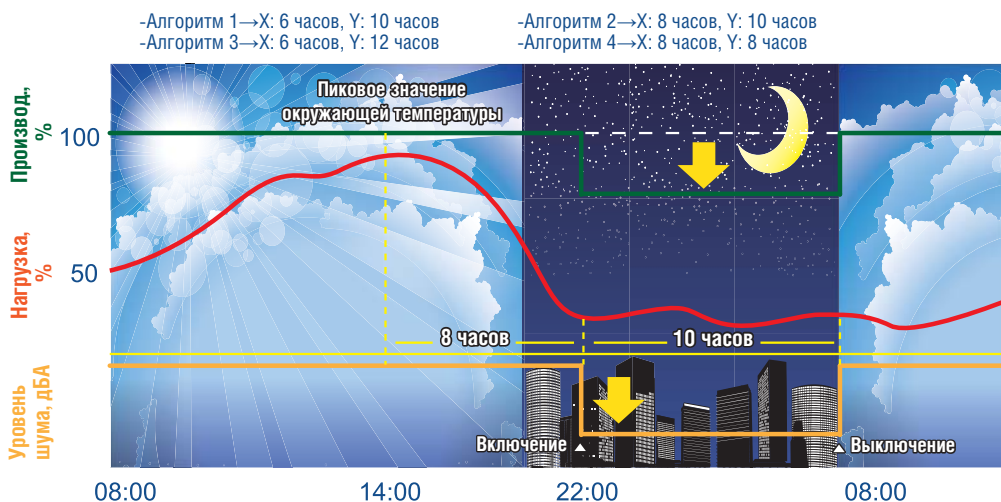 -Алгоритм 1→X: 6 часов, Y: 10 часов
-Алгоритм 2→X: 8 часов, Y: 10 часов
-Алгоритм 3→X: 6 часов, Y: 12 часов
-Алгоритм 4→X: 8 часов, Y: 8 часов
Пиковое значение
окружающей температуры
Производ.,
%
100
Нагрузка,
%
50
8 часов
10 часов
Уровень
шума, дБА
Включение
Выключение
08:00
14:00
22:00
08:00